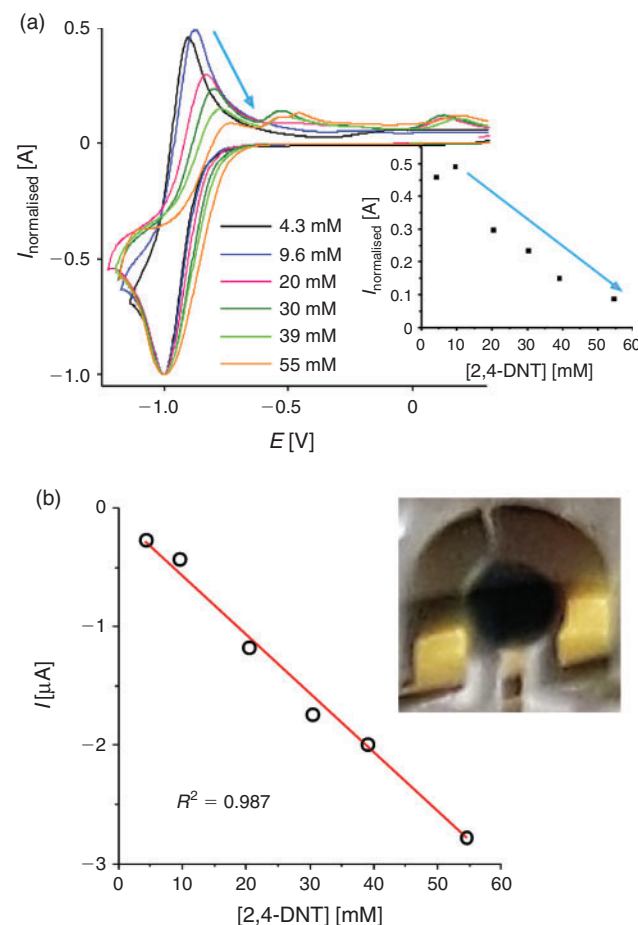 (a)
0.5
0
−0.5
−1.0
I normalised [A]
4.3 mM
9.6 mM
20 mM
30 mM
39 mM
55 mM
−1.0
−0.5
0
E [V]
0.5
0.4
0.3
0.2
0.1
0
I normalised [A]
0 10 20 30 40 50 60
[2,4-DNT] [mM]
(b)
0
−1
−2
−3
I [μA]
R² = 0.987
0 10 20 30 40 50 60
[2,4-DNT] [mM]